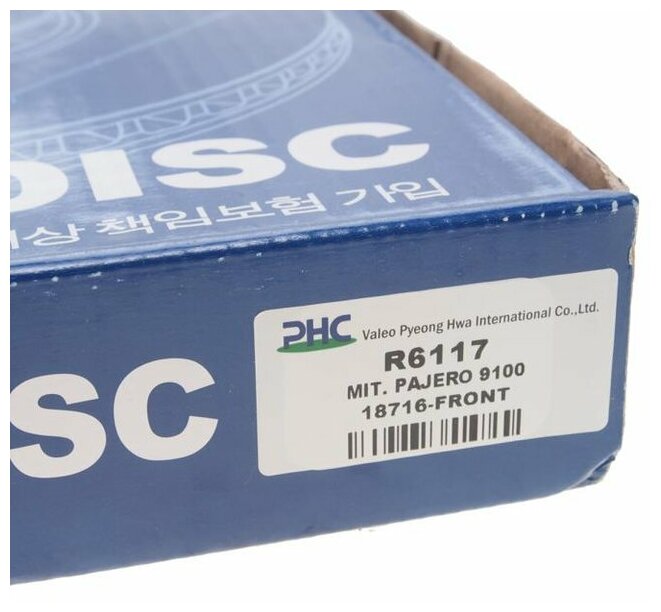 DISC
상 책임보험 가입
SC
PHC Valeo Pyeong Hwa International Co.,Ltd.
R6117
MIT. PAJERO 9100
18716-FRONT